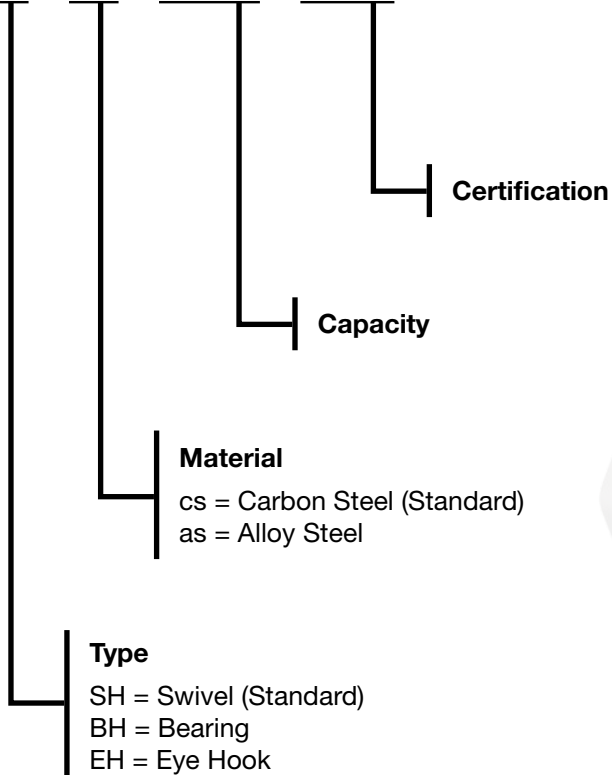 Certification
Capacity
Material
cs = Carbon Steel (Standard)
as = Alloy Steel
Type
SH = Swivel (Standard)
BH = Bearing
EH = Eye Hook